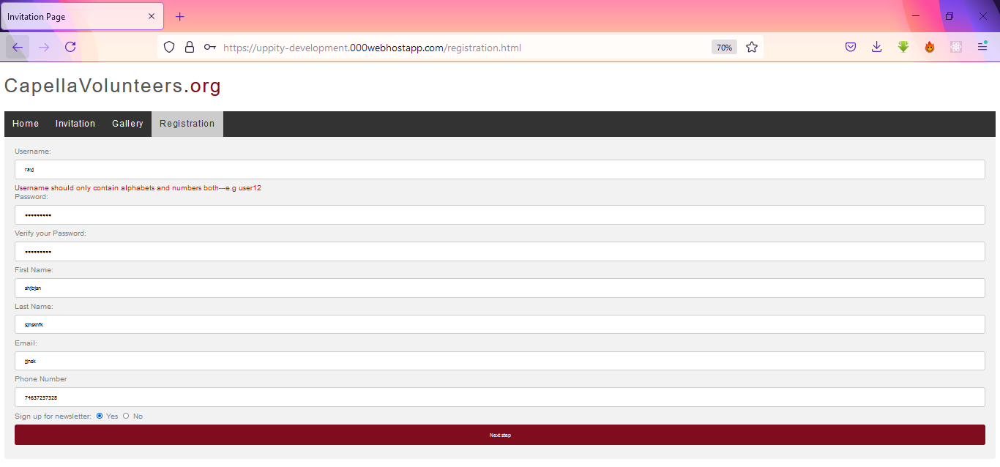 Invitation Page
https://uppity-development.000webhostapp.com/registration.html
70%
CapellaVolunteers.org
Home Invitation Gallery Registration
Username:
rayj
Username should only contain alphabets and numbers both---e.g user12
Password:
Verify your Password:
First Name:
shjbjsn
Last Name:
sjnsknfk
Email:
jjnsk
Phone Number
74637257328
Sign up for newsletter: Yes No
Next step